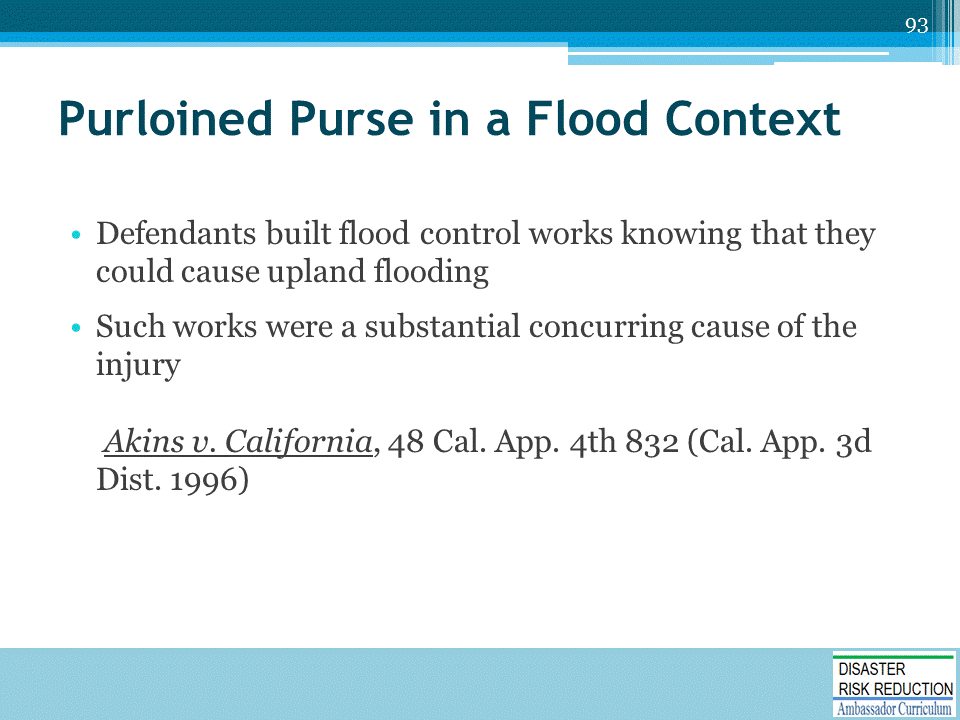 93
Purloined Purse in a Flood Context
• Defendants built flood control works knowing that they
could cause upland flooding
• Such works were a substantial concurring cause of the
injury
Akins v. California, 48 Cal. App. 4th 832 (Cal. App. 3d
Dist. 1996)
DISASTER
RISK REDUCTION
Ambassador Curriculum